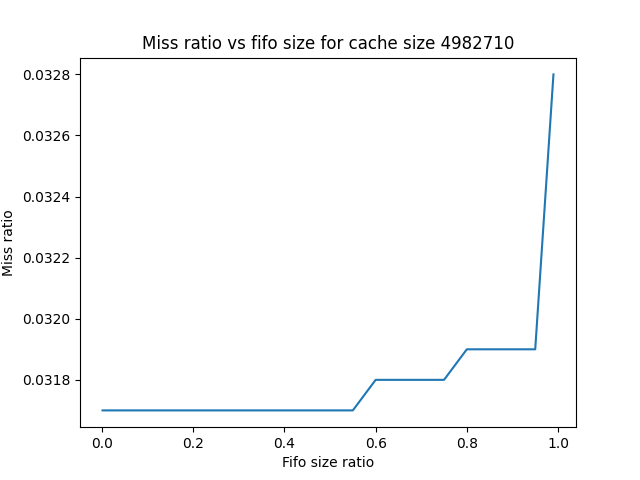 Miss ratio vs fifo size for cache size 4982710
Miss ratio
0.0328
0.0326
0.0324
0.0322
0.0320
0.0318
0.0 0.2 0.4 0.6 0.8 1.0
Fifo size ratio